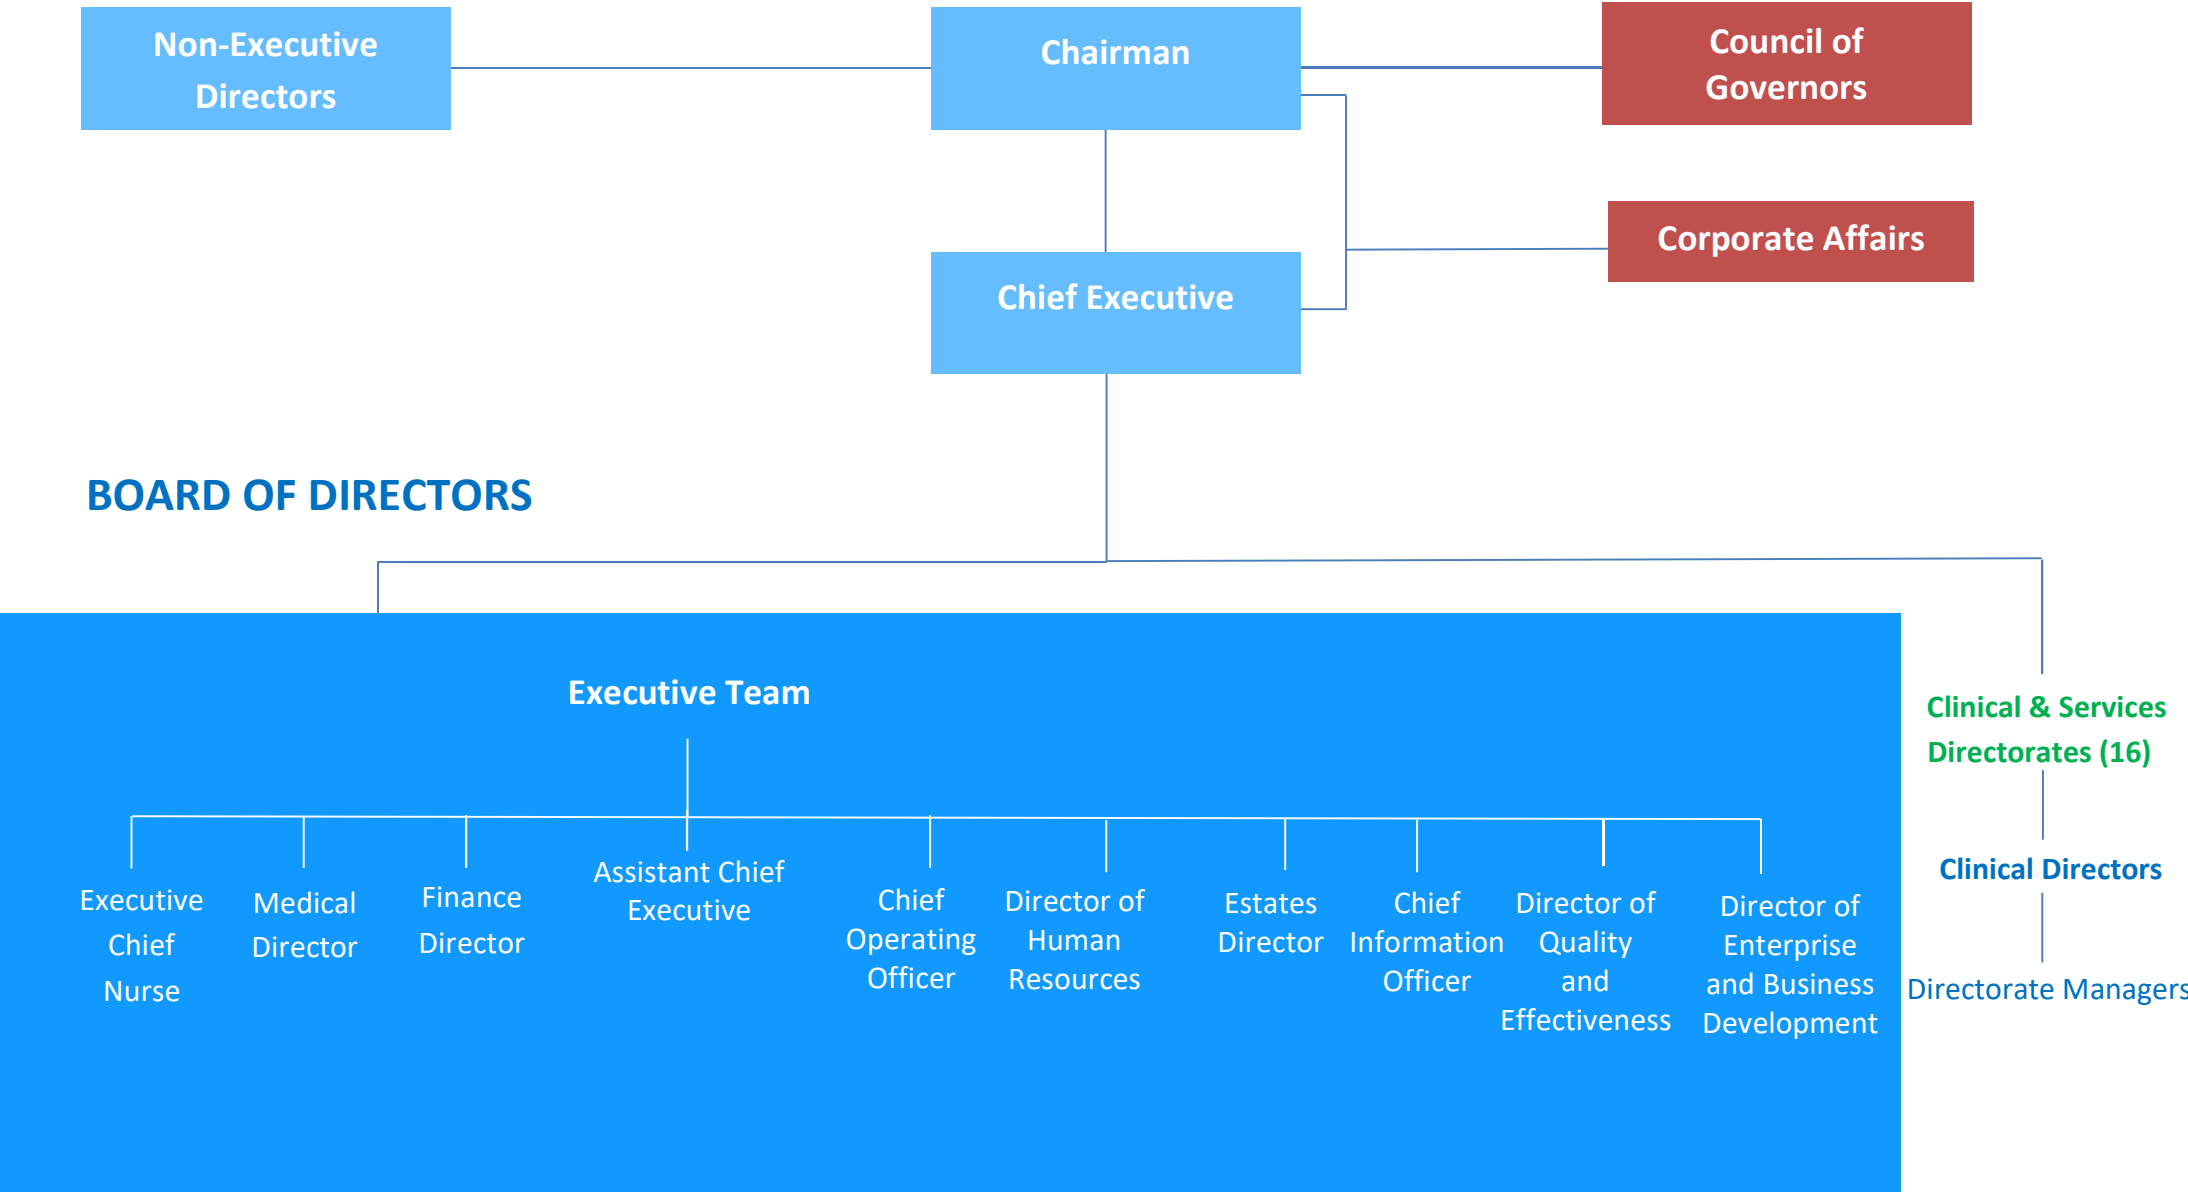 Non-Executive
Directors
Chairman
Council of
Governors
Corporate Affairs
Chief Executive
BOARD OF DIRECTORS
Executive Team
Executive
Chief
Nurse
Medical
Director
Finance
Director
Assistant Chief
Executive
Chief
Operating
Officer
Director of
Human
Resources
Estates
Director
Chief
Information
Officer
Director of
Quality
and
Effectiveness
Director of
Enterprise
and Business
Development
Clinical & Services
Directorates (16)
Clinical Directors
Directorate Managers